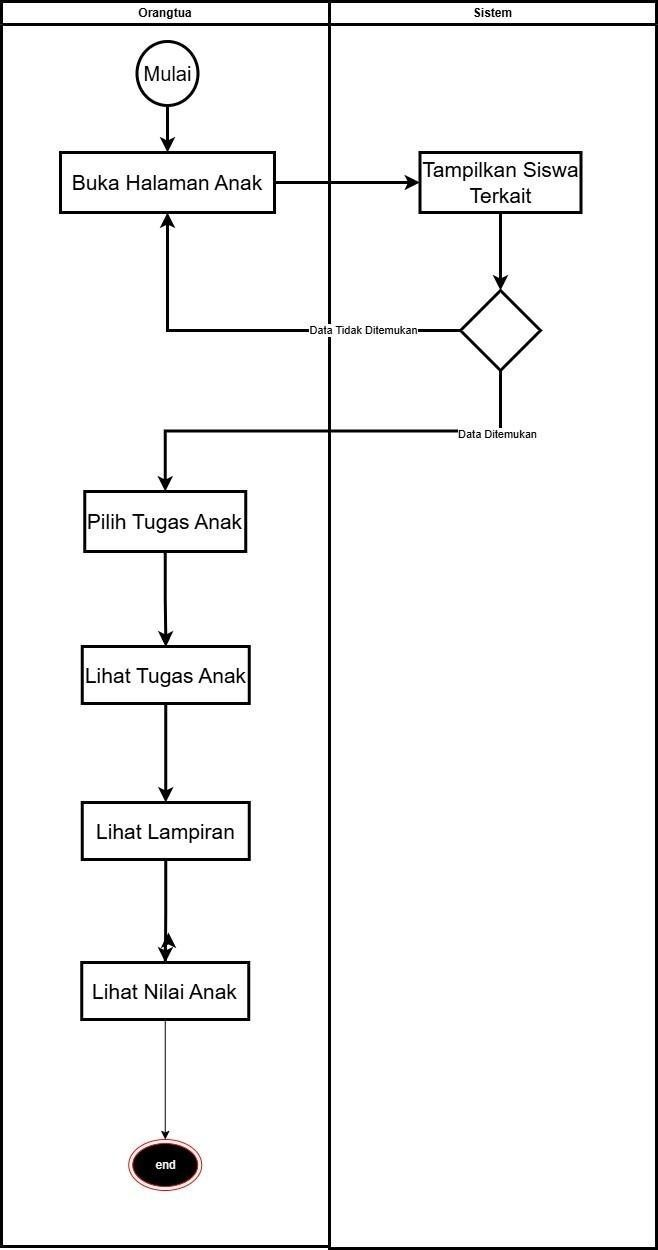 Orangtua
Sistem
Mulai
Buka Halaman Anak
Tampilkan Siswa
Terkait
Data Tidak Ditemukan
Data Ditemukan
Pilih Tugas Anak
Lihat Tugas Anak
Lihat Lampiran
Lihat Nilai Anak
end